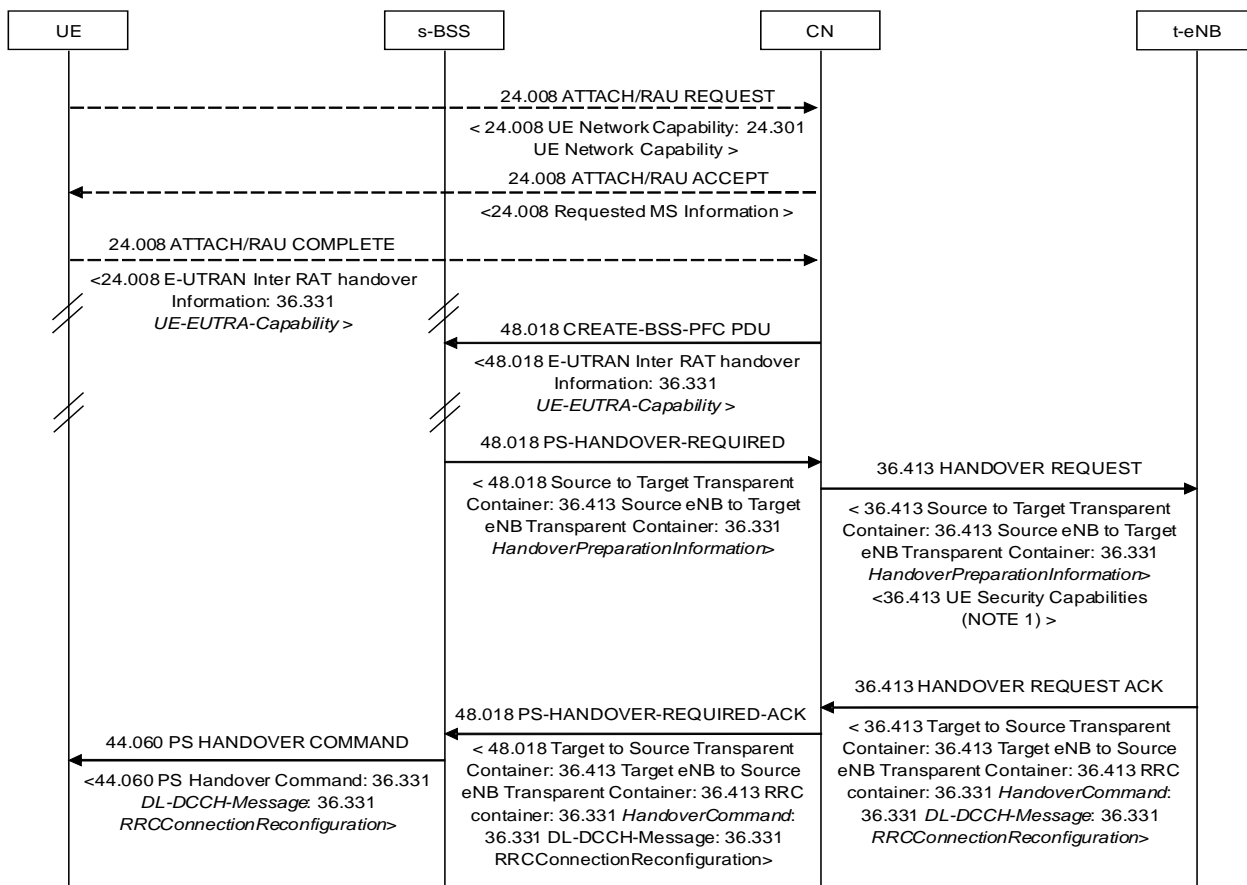 UE
s-BSS
CN
t-eNB
24.008 ATTACH/RAU REQUEST
< 24.008 UE Network Capability: 24.301
UE Network Capability >
24.008 ATTACH/RAU ACCEPT
<24.008 Requested MS Information >
24.008 ATTACH/RAU COMPLETE
<24.008 E-UTRAN Inter RAT handover
Information: 36.331
UE-EUTRA-Capability >
48.018 CREATE-BSS-PFC PDU
<48.018 E-UTRAN Inter RAT handover
Information: 36.331
UE-EUTRA-Capability >
48.018 PS-HANDOVER-REQUIRED
< 48.018 Source to Target Transparent
Container: 36.413 Source eNB to Target
eNB Transparent Container: 36.331
HandoverPreparationInformation>
36.413 HANDOVER REQUEST
< 36.413 Source to Target Transparent
Container: 36.413 Source eNB to Target
eNB Transparent Container: 36.331
HandoverPreparationInformation>
<36.413 UE Security Capabilities
(NOTE 1) >
36.413 HANDOVER REQUEST ACK
< 36.413 Target to Source Transparent
Container: 36.413 Target eNB to Source
eNB Transparent Container: 36.413 RRC
container: 36.331 HandoverCommand:
36.331 DL-DCCH-Message: 36.331
RRCConnectionReconfiguration>
48.018 PS-HANDOVER-REQUIRED-ACK
< 48.018 Target to Source Transparent
Container: 36.413 Target eNB to Source
eNB Transparent Container: 36.413 RRC
container: 36.331 HandoverCommand:
36.331 DL-DCCH-Message: 36.331
RRCConnectionReconfiguration>
44.060 PS HANDOVER COMMAND
<44.060 PS Handover Command: 36.331
DL-DCCH-Message: 36.331
RRCConnectionReconfiguration>